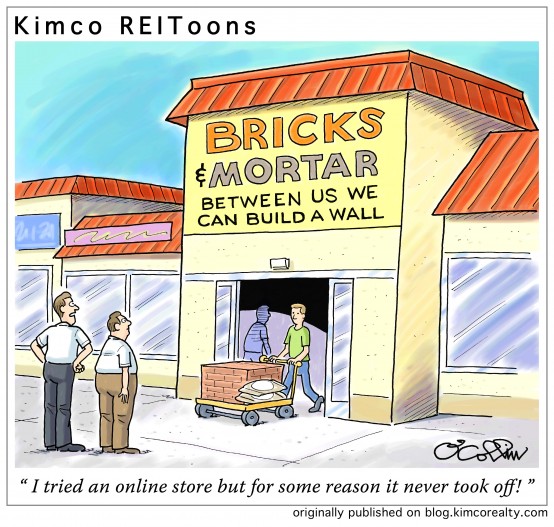 Kimco REIToons
BRICKS
& MORTAR
BETWEEN US WE
CAN BUILD A WALL
“ I tried an online store but for some reason it never took off! ”
originally published on blog.kimcorealty.com